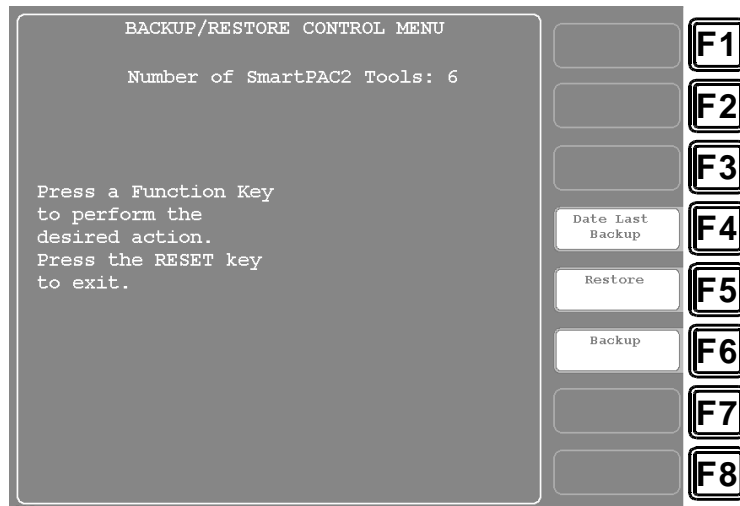 BACKUP/RESTORE CONTROL MENU
Number of SmartPAC2 Tools: 6
Press a Function Key
to perform the
desired action.
Press the RESET key
to exit.
F1
F2
F3
Date Last
Backup
F4
Restore
F5
Backup
F6
F7
F8